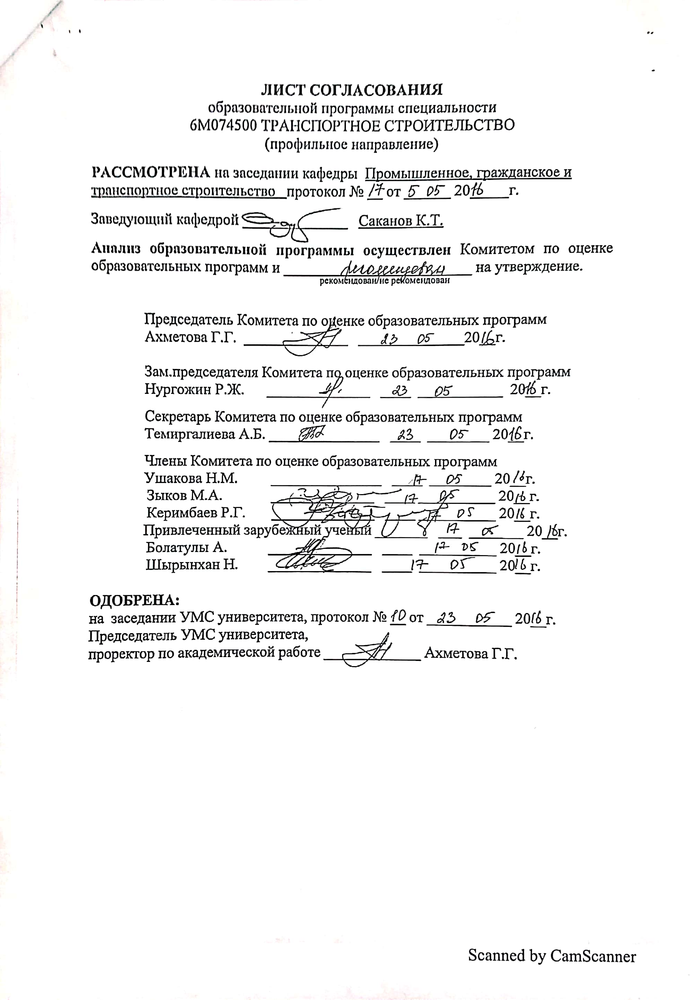 ЛИСТ СОГЛАСОВАНИЯ
образовательной программы специальности
6М074500 ТРАНСПОРТНОЕ СТРОИТЕЛЬСТВО
(профильное направление)
РАССМОТРЕНА на заседании кафедры Промышленное, гражданское и
транспортное строительство протокол № 17 от 5 05 2016 г.
Заведующий кафедрой Саканов К.Т.
Анализ образовательной программы осуществлен Комитетом по оценке
образовательных программ и на утверждение.
рекомендован/не рекомендован
Председатель Комитета по оценке образовательных программ
Ахметова Г.Г. 23 05 2016г.
Зам.председателя Комитета по оценке образовательных программ
Нургожин Р.Ж. 23 05 2016 г.
Секретарь Комитета по оценке образовательных программ
Темиргалиева А.Б. 23 05 2016г.
Члены Комитета по оценке образовательных программ
Ушакова Н.М. 17 05 2016г.
Зыков М.А. 17 05 2016 г.
Керимбаев Р.Г. 17 05 2016 г.
Привлеченный зарубежный ученый 17 05 20 16г.
Болатулы А. 17 05 2016 г.
Шырынхан Н. 17 05 2016 г.
ОДОБРЕНА:
на заседании УМС университета, протокол № 10 от 23 05 2016 г.
Председатель УМС университета,
проректор по академической работе Ахметова Г.Г.
Scanned by CamScanner